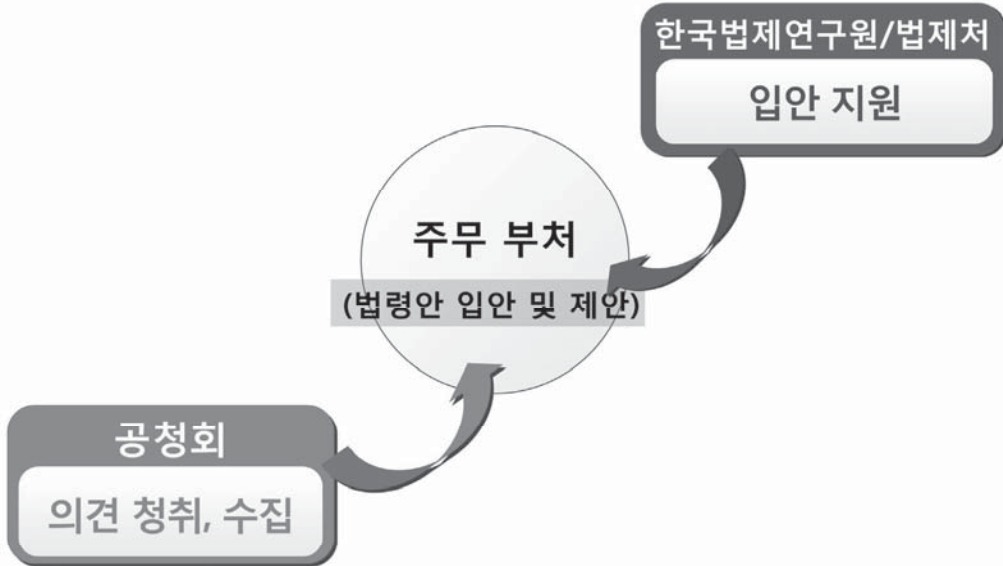 한국법제연구원/법제처
입안 지원
주무 부처
(법령안 입안 및 제안)
공청회
의견 청취, 수집